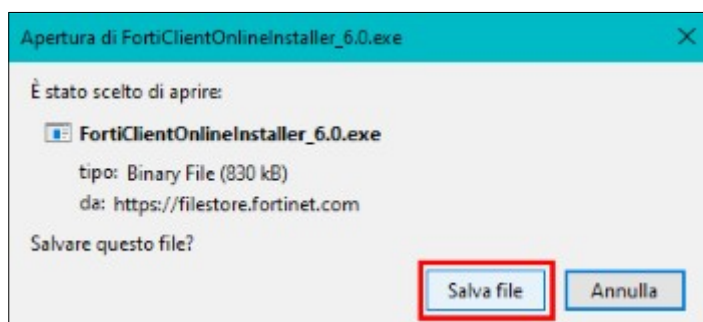 Apertura di FortiClientOnlineInstaller_6.0.exe
È stato scelto di aprire:
FortiClientOnlineInstaller_6.0.exe
tipo: Binary File (830 kB)
da: https://filestore.fortinet.com
Salvare questo file?
Salva file Annulla